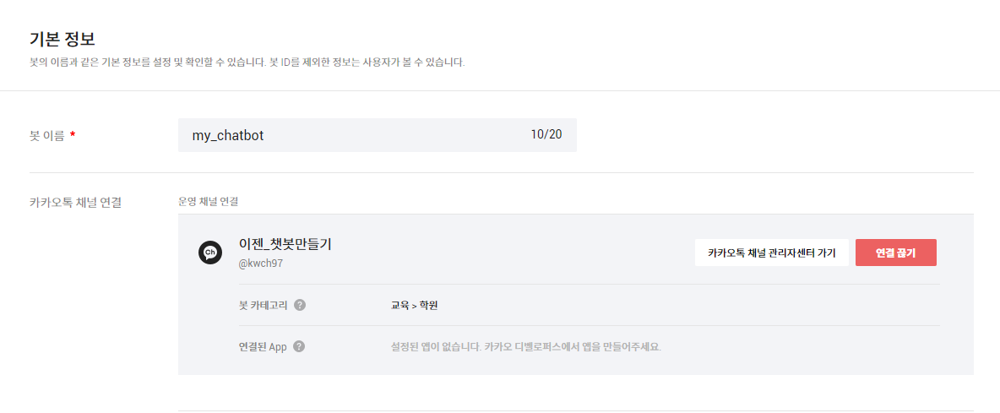 기본 정보
봇의 이름과 같은 기본 정보를 설정 및 확인할 수 있습니다. 봇 ID를 제외한 정보는 사용자가 볼 수 있습니다.
봇 이름 *
my_chatbot 10/20
카카오톡 채널 연결
운영 채널 연결
Ch
이젠_챗봇만들기
@kwch97
카카오톡 채널 관리자센터 가기
연결 끊기
봇 카테고리 ?
교육 > 학원
연결된 App ?
설정된 앱이 없습니다. 카카오 디벨로퍼스에서 앱을 만들어주세요.